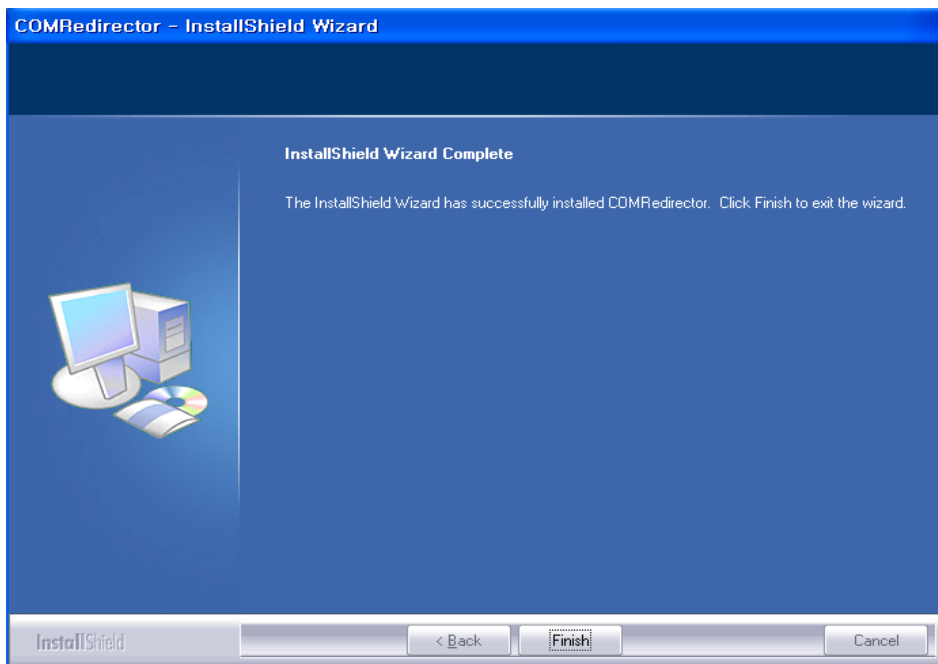 COMRedirector - InstallShield Wizard
InstallShield Wizard Complete
The InstallShield Wizard has successfully installed COMRedirector. Click Finish to exit the wizard.
InstallShield
< Back
Finish
Cancel